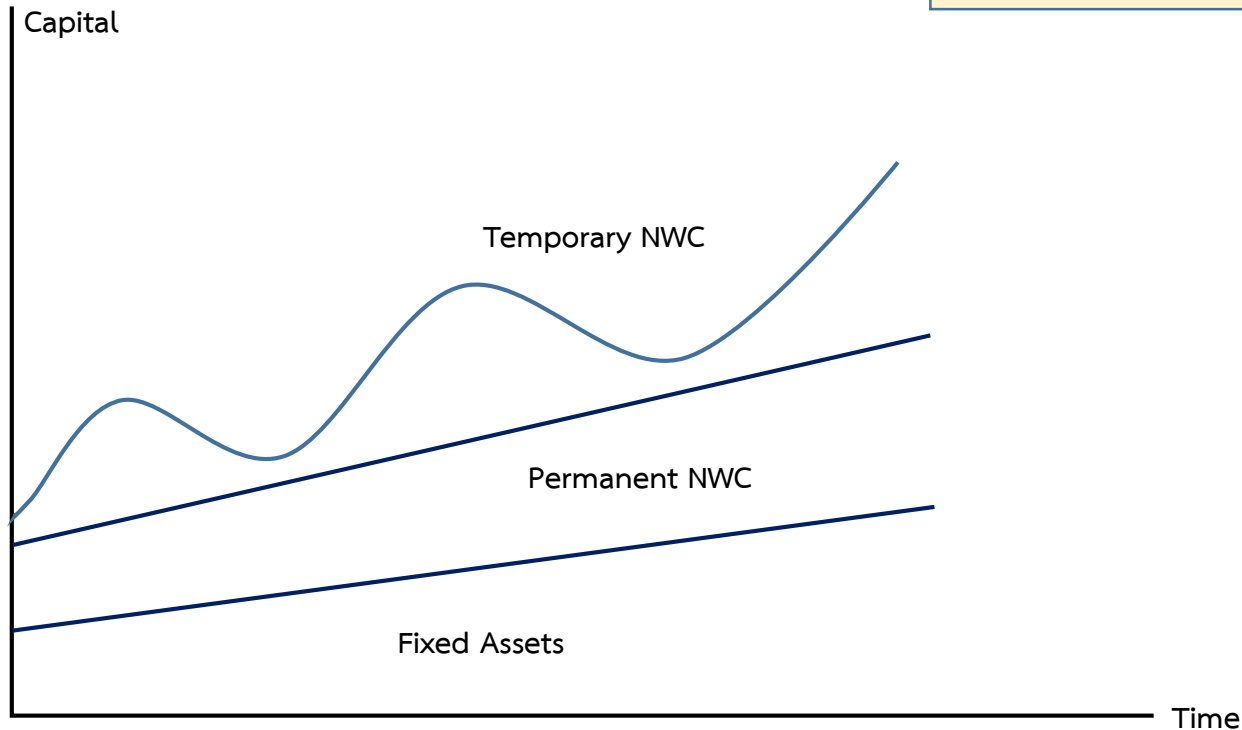 Capital
Temporary NWC
Permanent NWC
Fixed Assets
Time